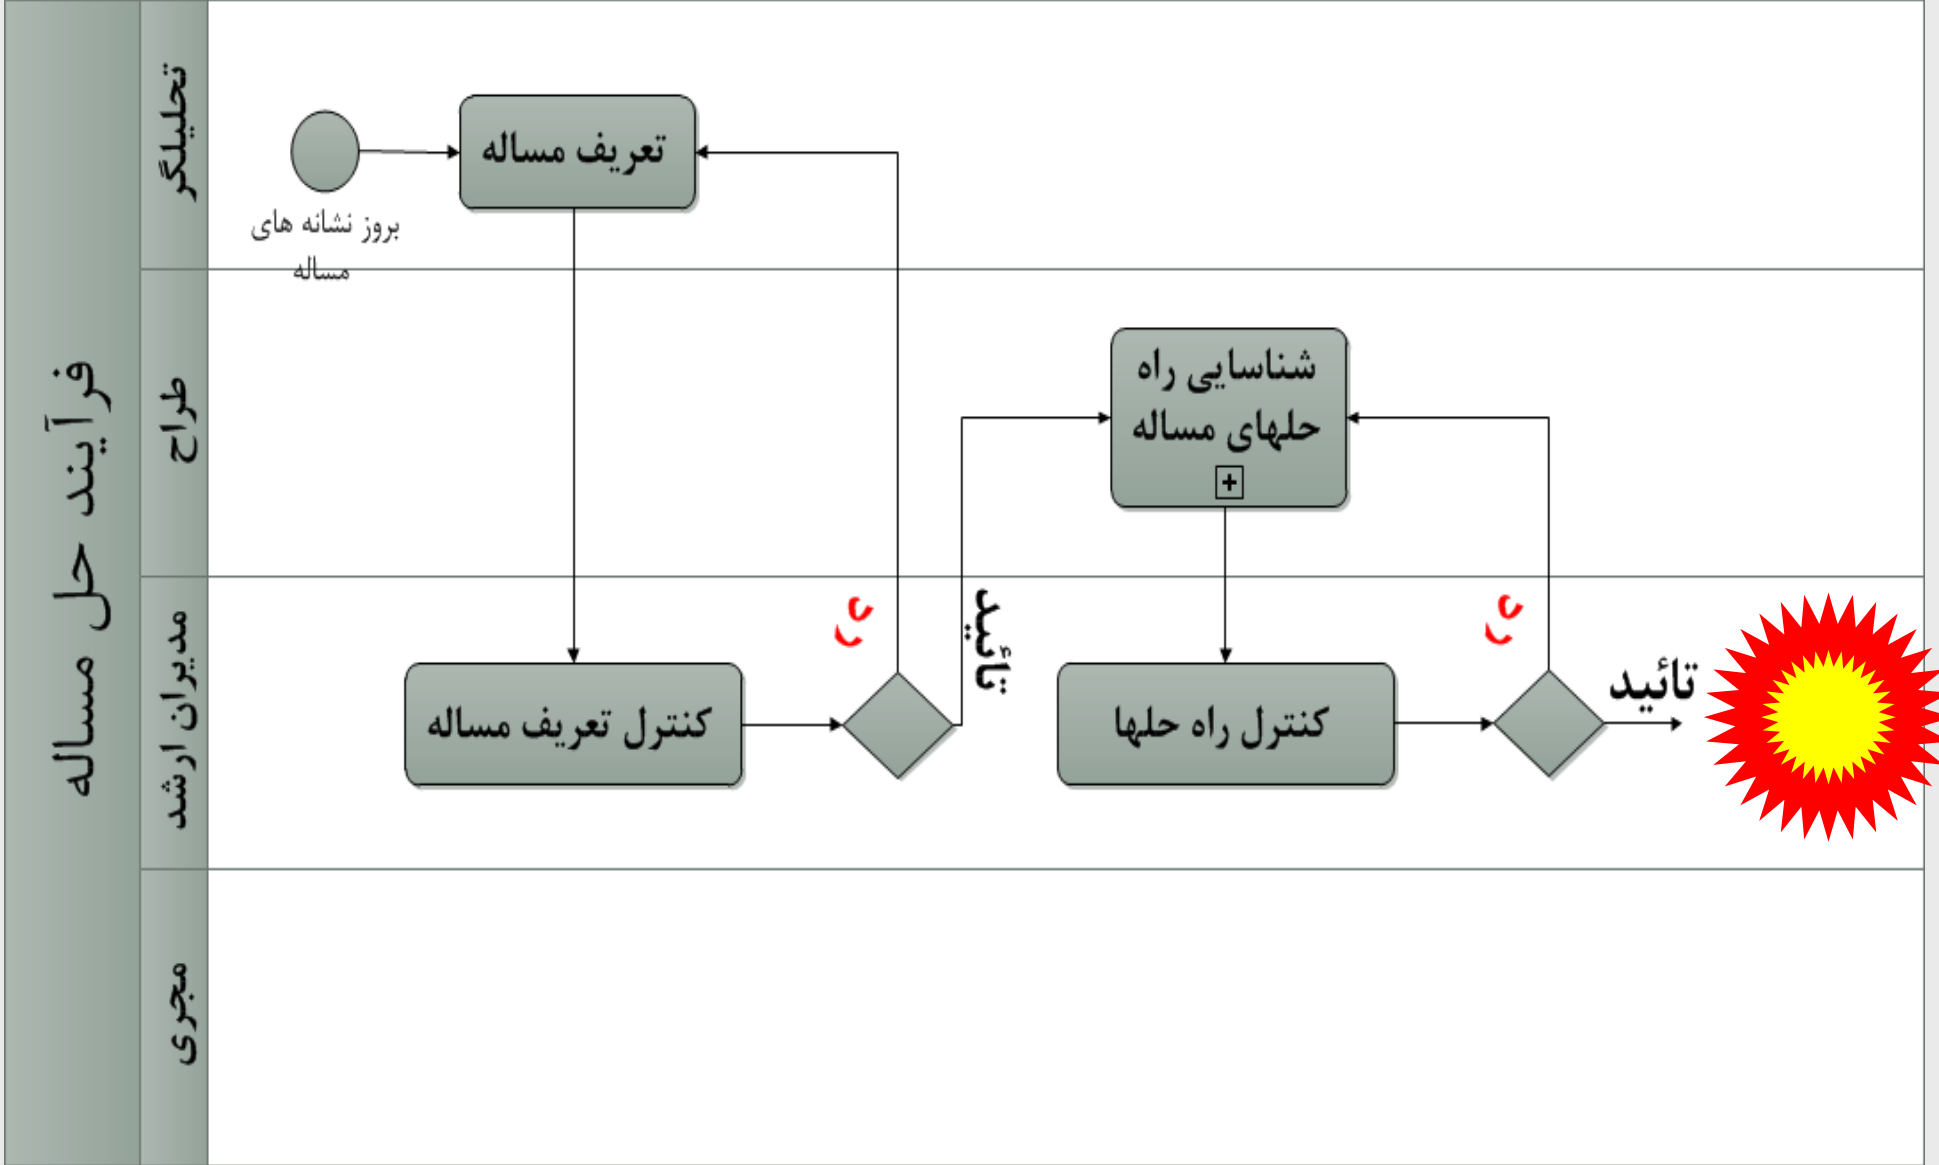 فرآیند حل مساله
تحلیلگر
بروز نشانه های
مساله
تعریف مساله
طراح
شناسایی راه
حلهای مساله
مدیران ارشد
کنترل تعریف مساله
رد
تائید
کنترل راه حلها
رد
تائید
مجری